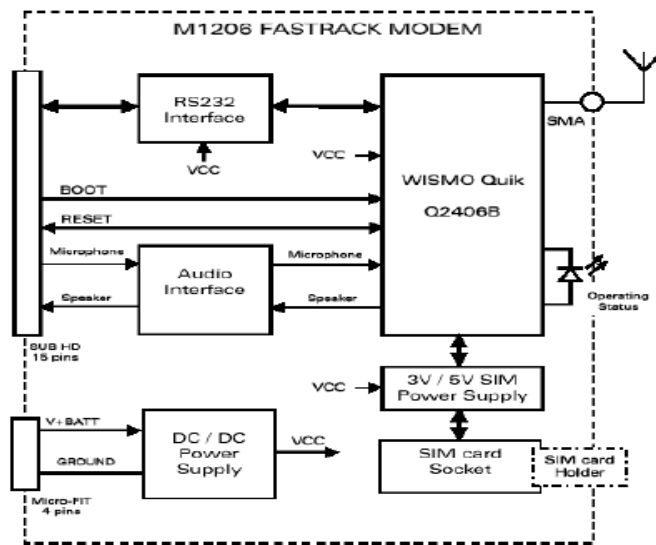 M1206 FASTRACK MODEM
RS232
Interface
VCC
VCC
SMA
WISMO Quik
Q2406B
BOOT
RESET
Microphone
Microphone
Audio
Interface
Speaker
Speaker
Operating
Status
SUB HD
15 pins
VCC
3V / 5V SIM
Power Supply
V+BATT
DC / DC
Power
Supply
VCC
GROUND
SIM card
Socket
SIM card
Holder
Micro-FIT
4 pins